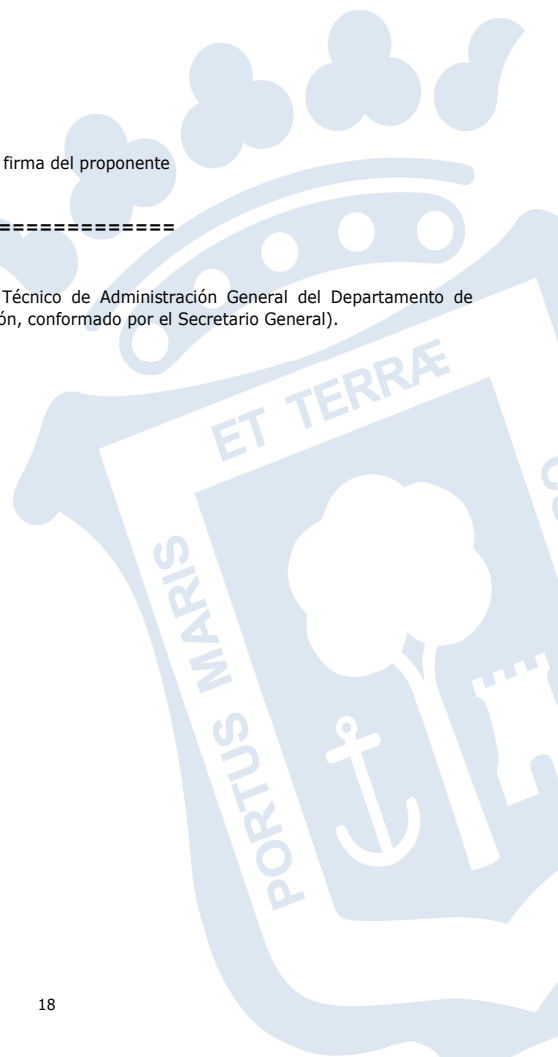 firma del proponente
=============
Técnico de Administración General del Departamento de
ón, conformado por el Secretario General).
ET TERRÆ
PORTUS MARIS
18